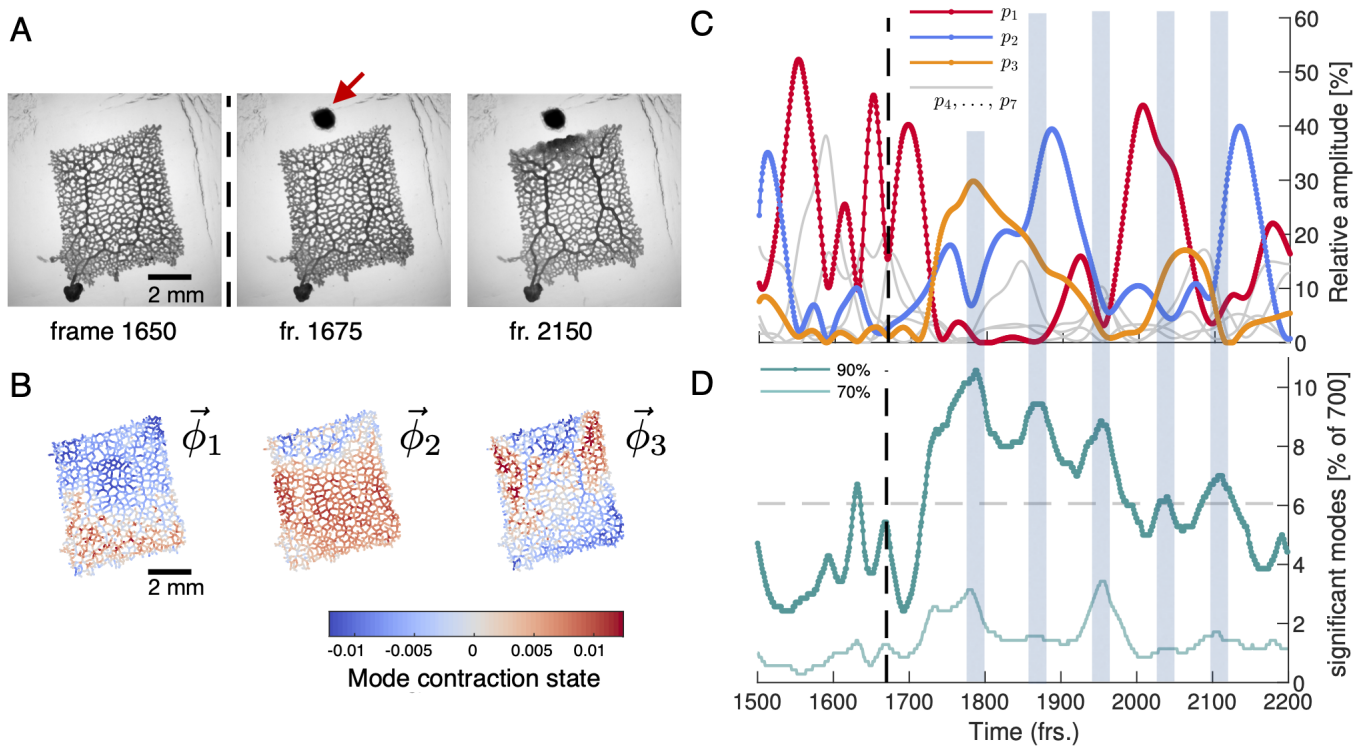 A
2 mm
frame 1650
fr. 1675
fr. 2150
B
ϕ⃗₁
ϕ⃗₂
ϕ⃗₃
2 mm
-0.01 -0.005 0 0.005 0.01
Mode contraction state
C
p₁
p₂
p₃
p₄, . . . , p₇
60
50
40
30
20
10
0
Relative amplitude [%]
D
90%
70%
10
8
6
4
2
0
significant modes [% of 700]
1500 1600 1700 1800 1900 2000 2100 2200
Time (frs.)